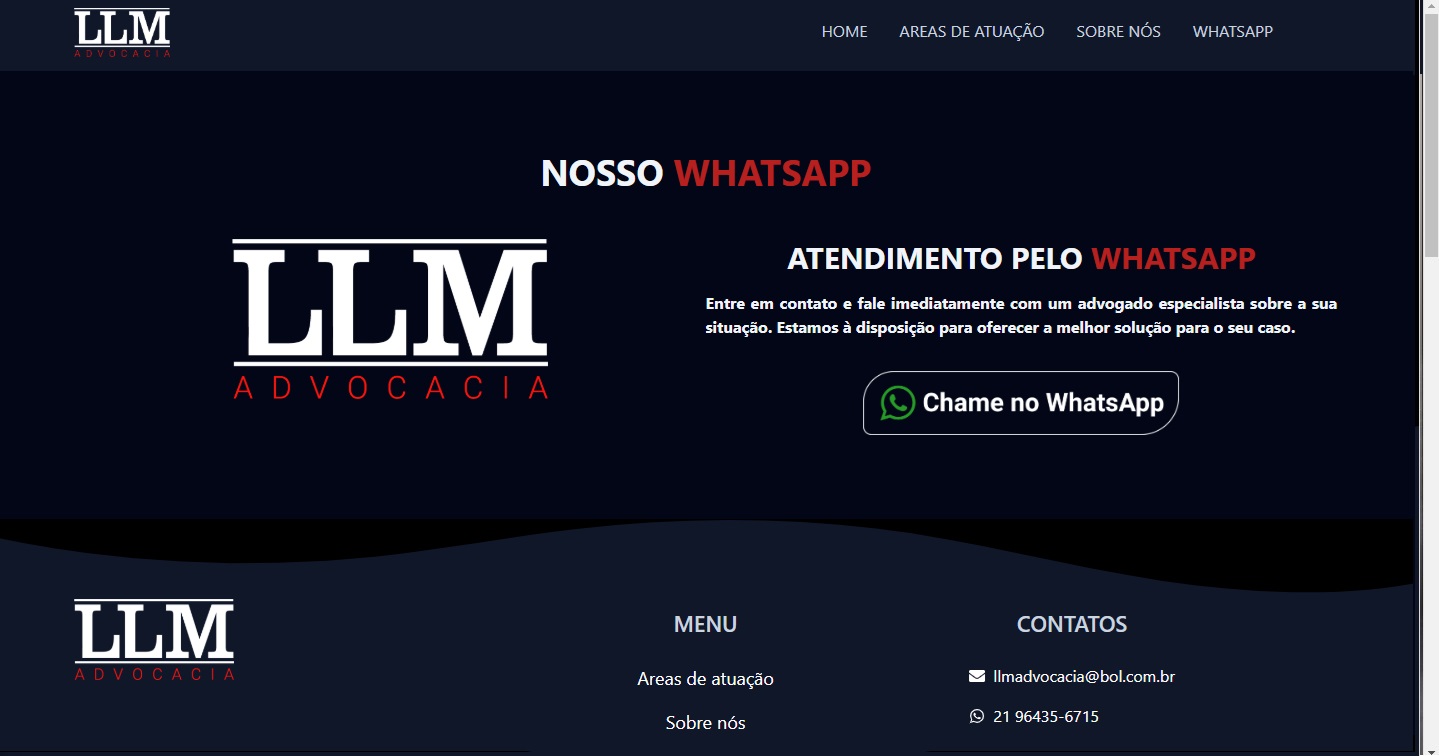 LLM
ADVOCACIA
HOME AREAS DE ATUAÇÃO SOBRE NÓS WHATSAPP
NOSSO WHATSAPP
LLM
ADVOCACIA
ATENDIMENTO PELO WHATSAPP
Entre em contato e fale imediatamente com um advogado especialista sobre a sua
situação. Estamos à disposição para oferecer a melhor solução para o seu caso.
Chame no WhatsApp
LLM
ADVOCACIA
MENU
Areas de atuação
Sobre nós
CONTATOS
llmadvocacia@bol.com.br
21 96435-6715